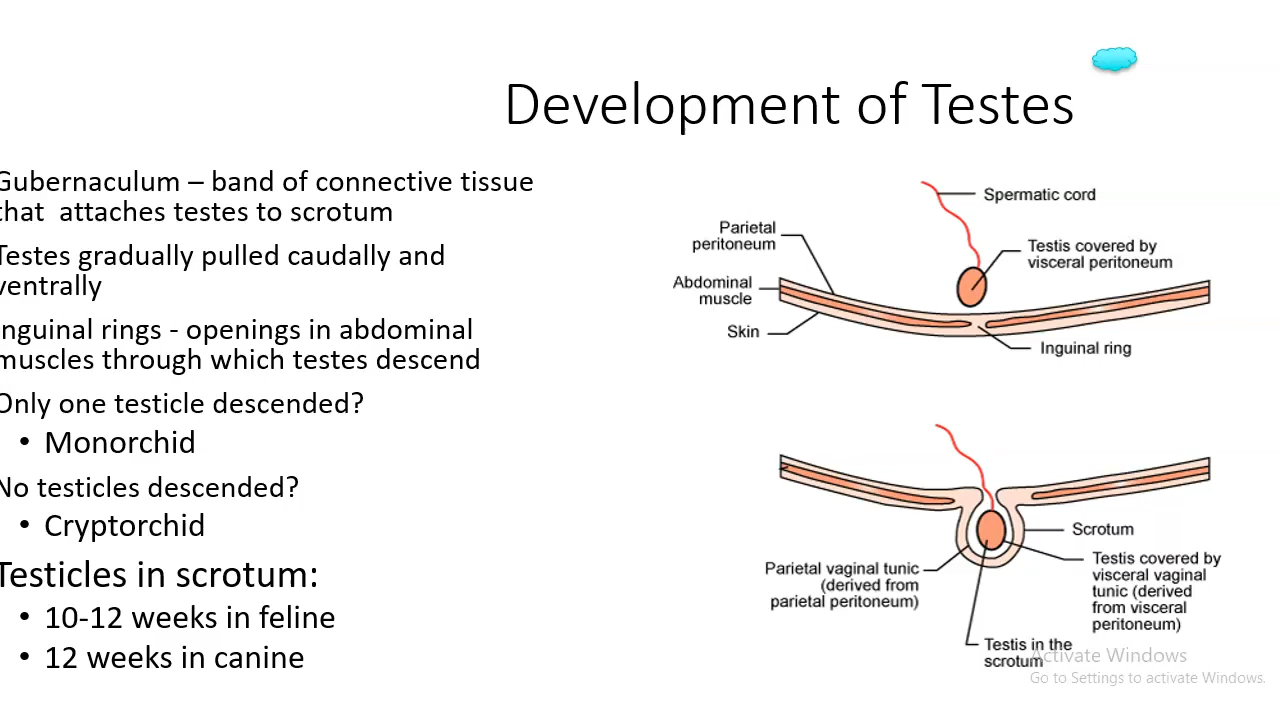 Development of Testes
Gubernaculum – band of connective tissue
that attaches testes to scrotum
Testes gradually pulled caudally and
ventrally
Inguinal rings - openings in abdominal
muscles through which testes descend
Only one testicle descended?
• Monorchid
No testicles descended?
• Cryptorchid
Testicles in scrotum:
• 10-12 weeks in feline
• 12 weeks in canine
Spermatic cord
Parietal
peritoneum
Testis covered by
visceral peritoneum
Abdominal
muscle
Skin
Inguinal ring
Scrotum
Parietal vaginal tunic
(derived from
parietal peritoneum)
Testis covered by
visceral vaginal
tunic (derived
from visceral
peritoneum)
Testis in the
scrotum
Activate Windows
Go to Settings to activate Windows.